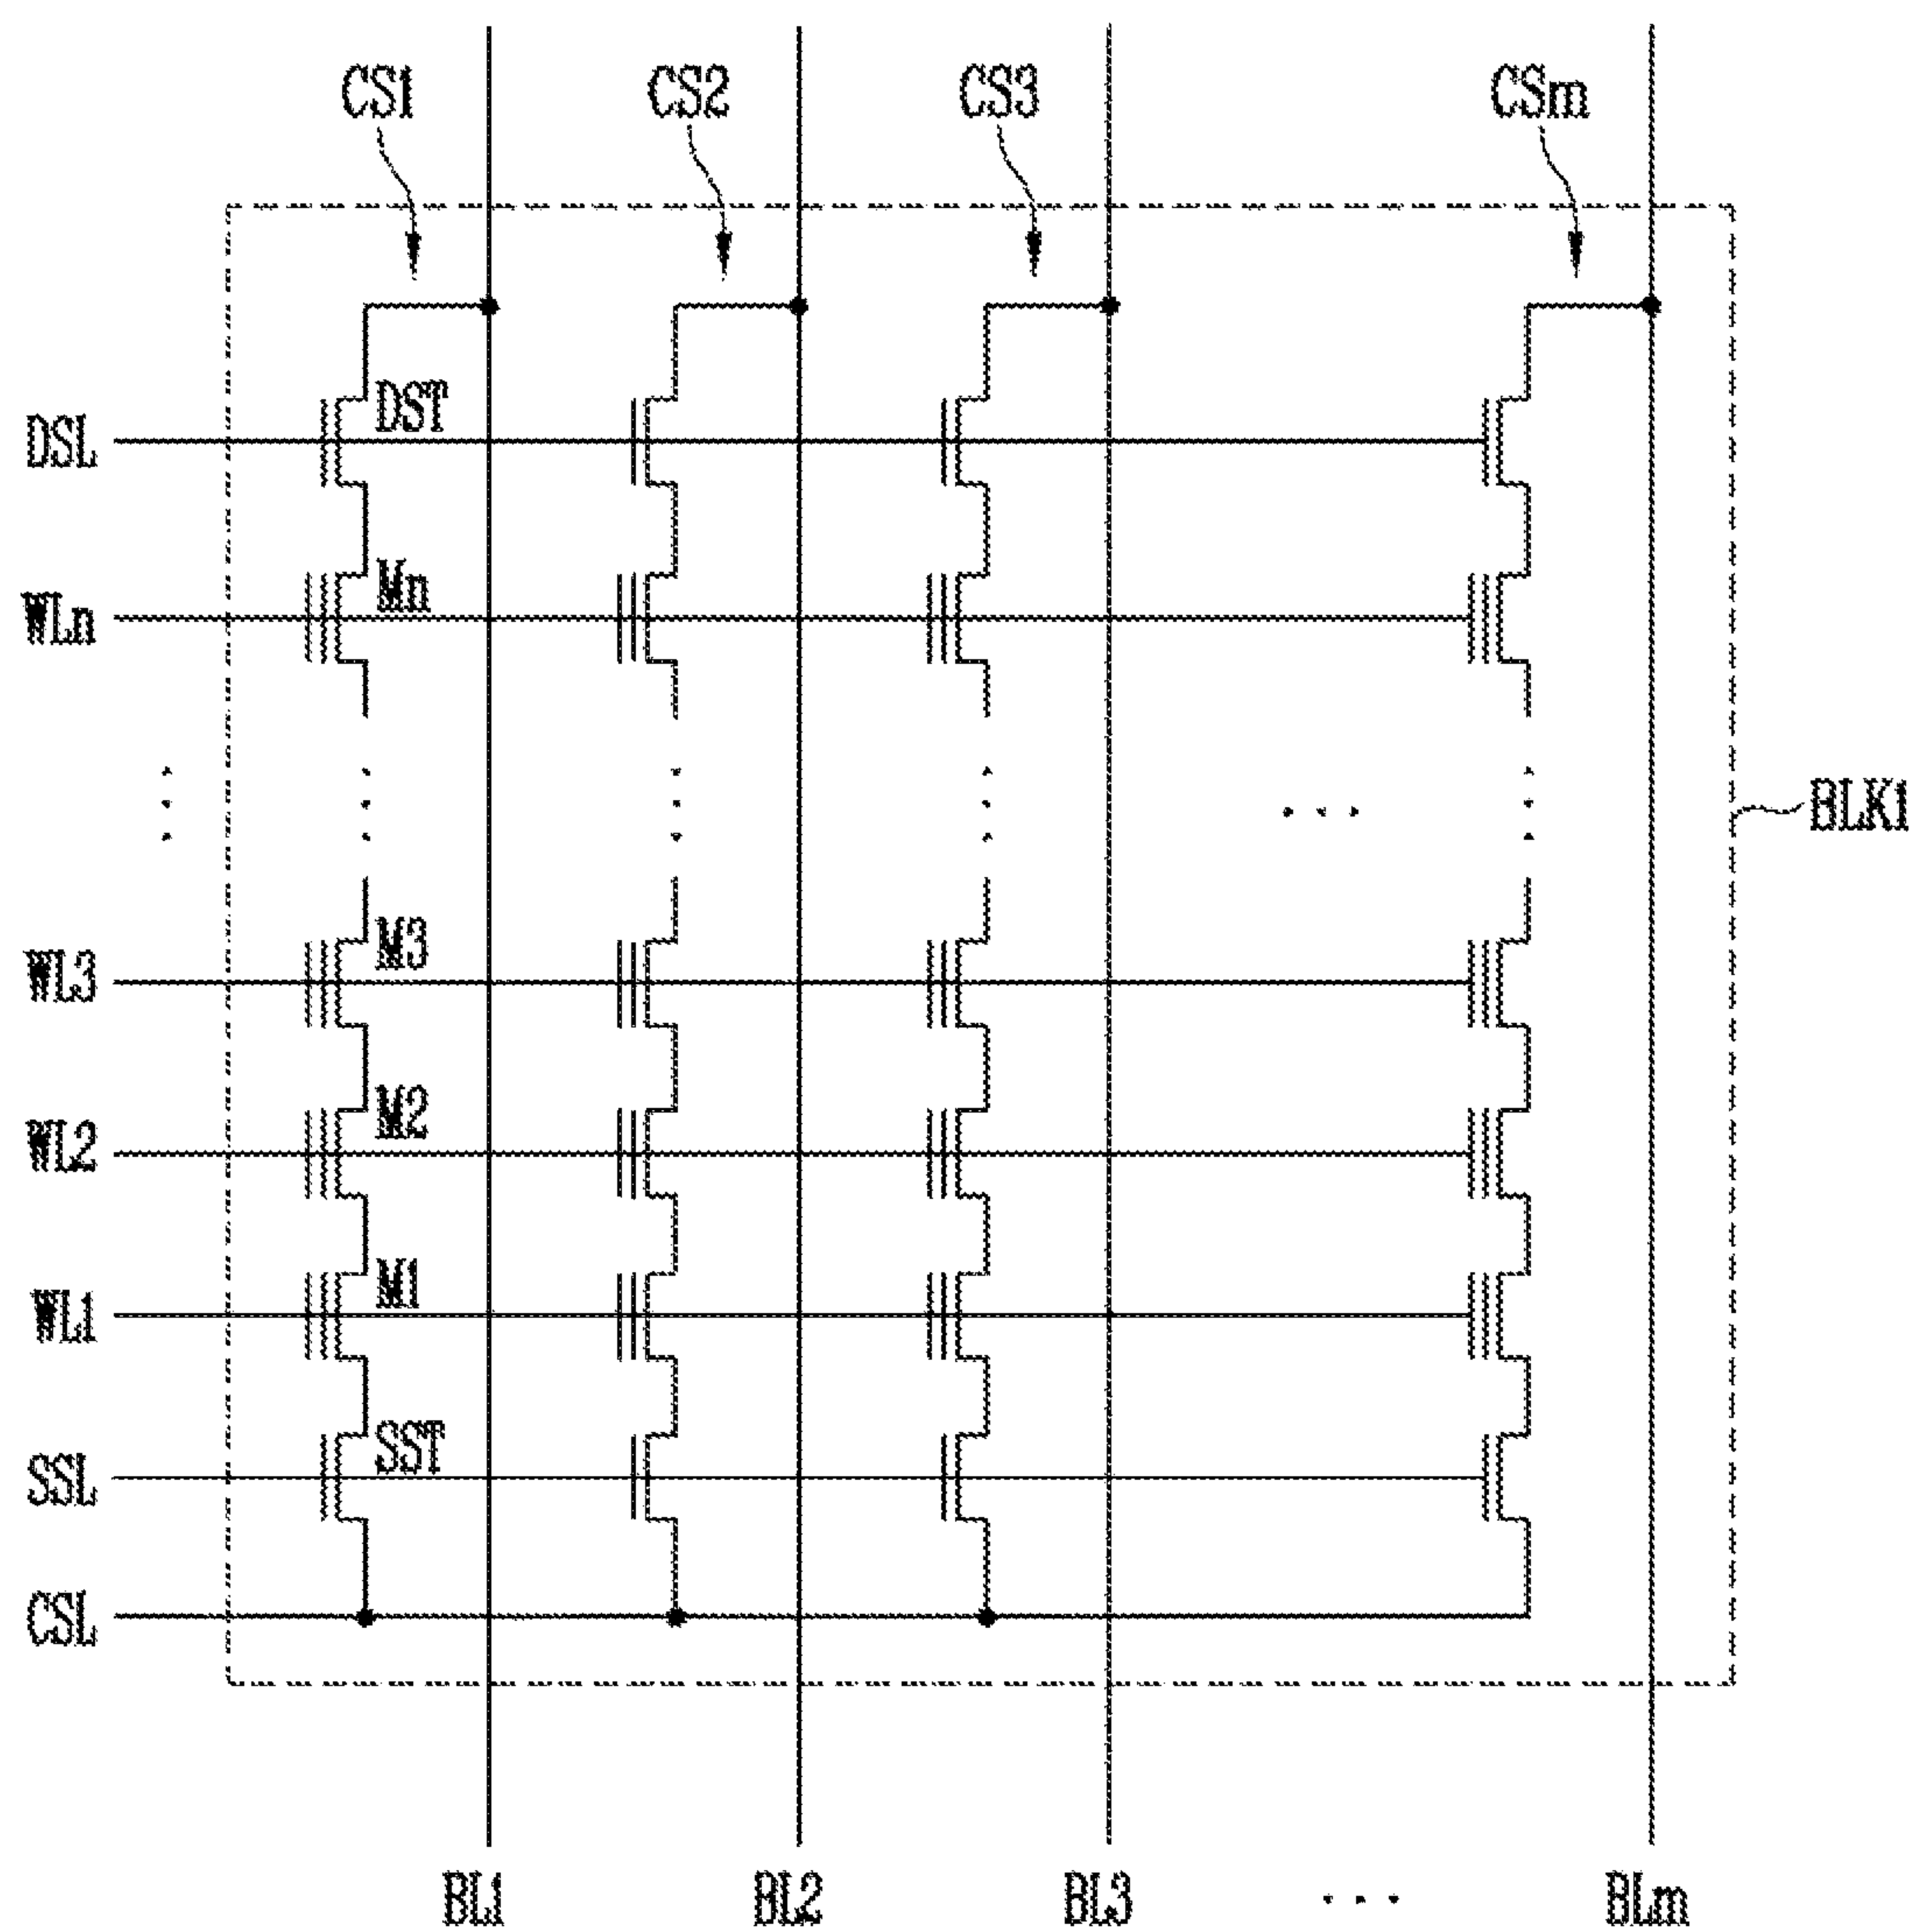 CS1 CS2 CS3 CSm
DST
DSL
Mn
WLn
BLK1
M3
WL3
M2
WL2
M1
WL1
SST
SSL
CSL
BL1 BL2 BL3 ... BLm